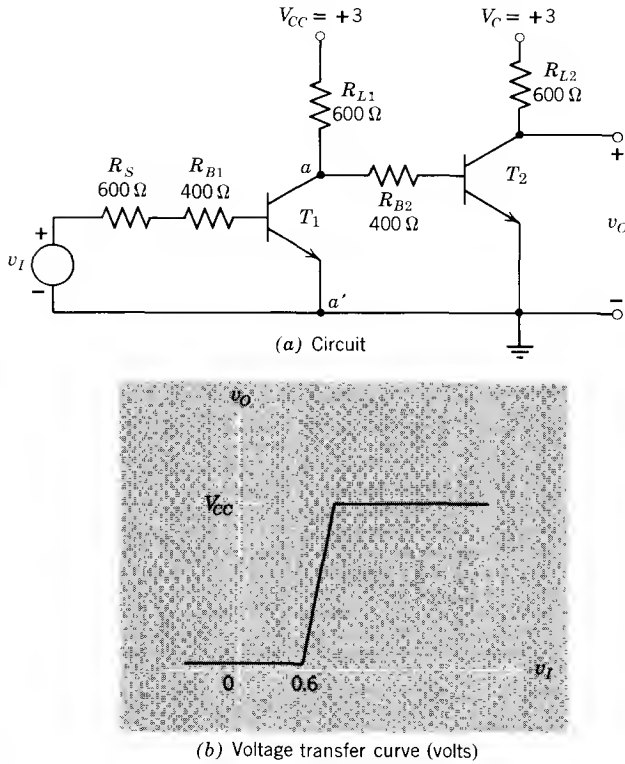 V_CC = +3
V_C = +3
R_L1
600 Ω
R_L2
600 Ω
R_S
600 Ω
R_B1
400 Ω
a
T_1
R_B2
400 Ω
T_2
+
v_O
−
+
v_I
−
a'
(a) Circuit
v_O
V_CC
0
0.6
v_I
(b) Voltage transfer curve (volts)